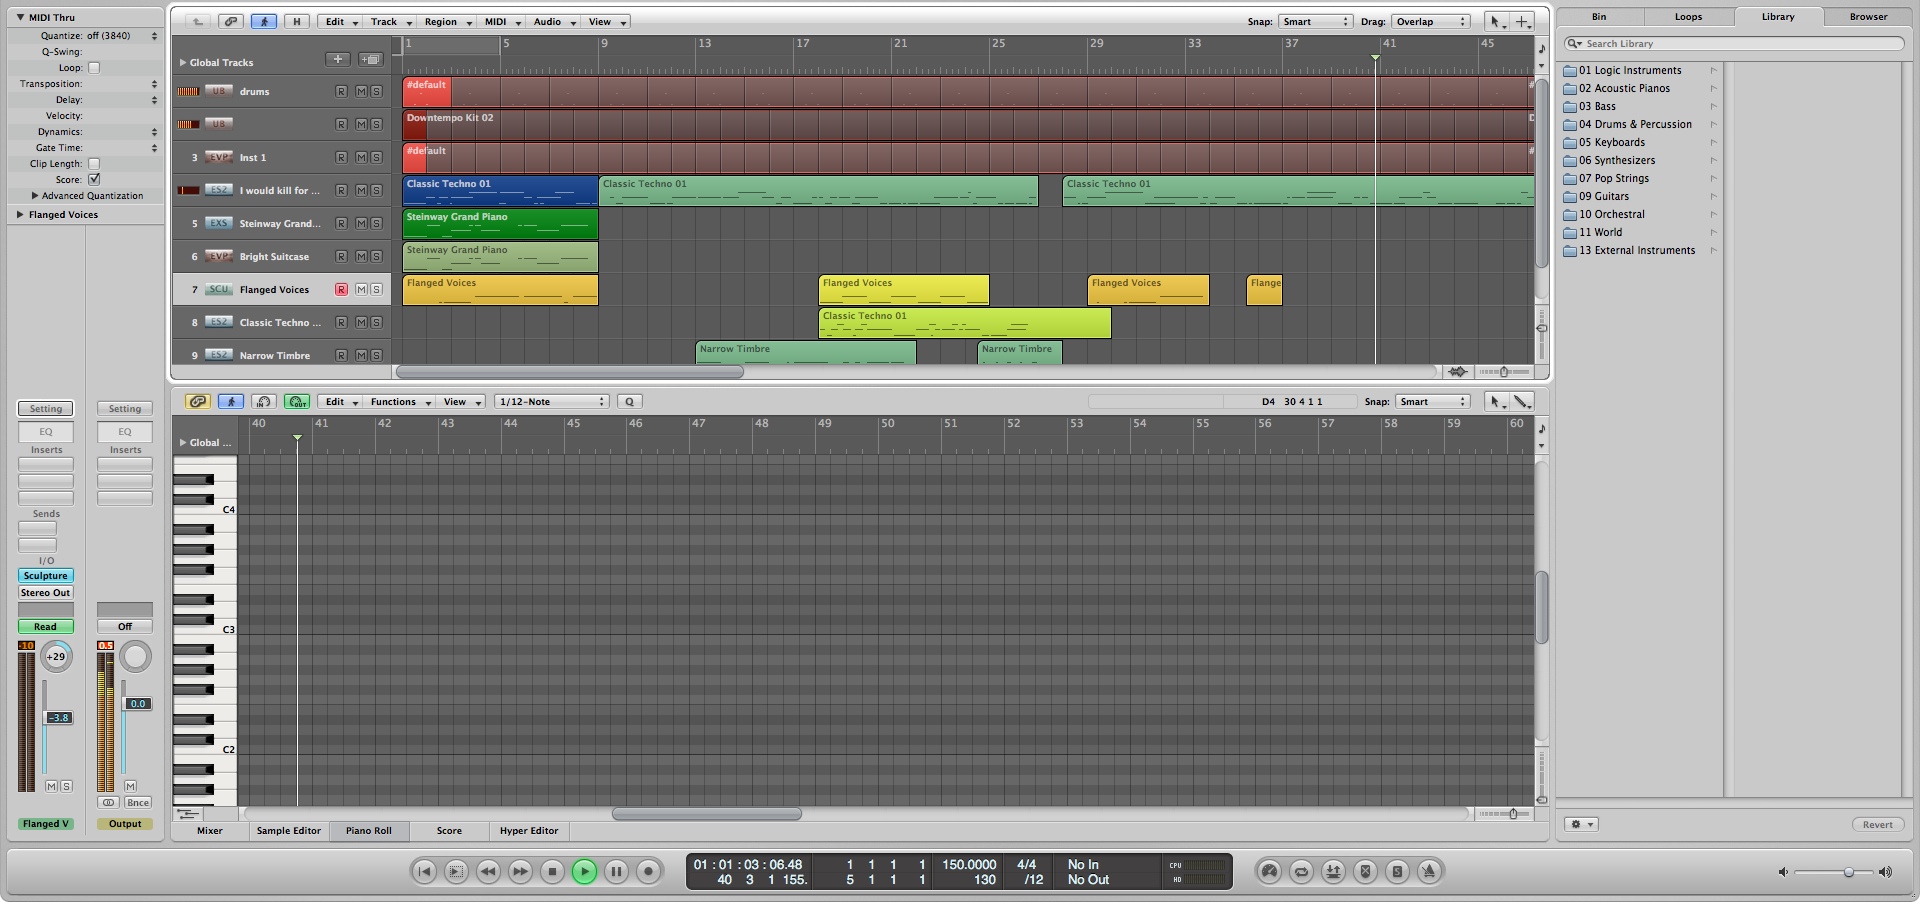 MIDI Thru
Quantize: off (3840)
Q-Swing:
Loop:
Transposition:
Delay:
Velocity:
Dynamics:
Gate Time:
Clip Length:
Score:
Advanced Quantization
Flanged Voices
Setting Setting
EQ EQ
Inserts Inserts
Sends
I/O
Sculpture
Stereo Out
Read Off
-10 0.5
+29
-3.8 0.0
M S M
Bnce
Flanged V Output
H Edit Track Region MIDI Audio View Snap: Smart Drag: Overlap
1 5 9 13 17 21 25 29 33 37 41 45
Global Tracks
U8 drums R M S #default #
U8 R M S Downtempo Kit 02 D
3 EVP Inst 1 R M S #default #
ES2 I would kill for ... R M S Classic Techno 01 Classic Techno 01 Classic Techno 01
5 EXS Steinway Grand... R M S Steinway Grand Piano
6 EVP Bright Suitcase R M S Steinway Grand Piano
7 SCU Flanged Voices R M S Flanged Voices Flanged Voices Flanged Voices Flange
8 ES2 Classic Techno ... R M S Classic Techno 01
9 ES2 Narrow Timbre R M S Narrow Timbre Narrow Timbre
IN OUT Edit Functions View 1/12-Note Q D4 30 4 1 1 Snap: Smart
40 41 42 43 44 45 46 47 48 49 50 51 52 53 54 55 56 57 58 59 60
Global ...
C4
C3
C2
Mixer Sample Editor Piano Roll Score Hyper Editor
01 : 01 : 03 : 06.48 1 1 1 1 150.0000 4/4 No In CPU
40 3 1 155. 5 1 1 1 130 /12 No Out HD
S
Bin Loops Library Browser
Search Library
01 Logic Instruments
02 Acoustic Pianos
03 Bass
04 Drums & Percussion
05 Keyboards
06 Synthesizers
07 Pop Strings
09 Guitars
10 Orchestral
11 World
13 External Instruments
Revert